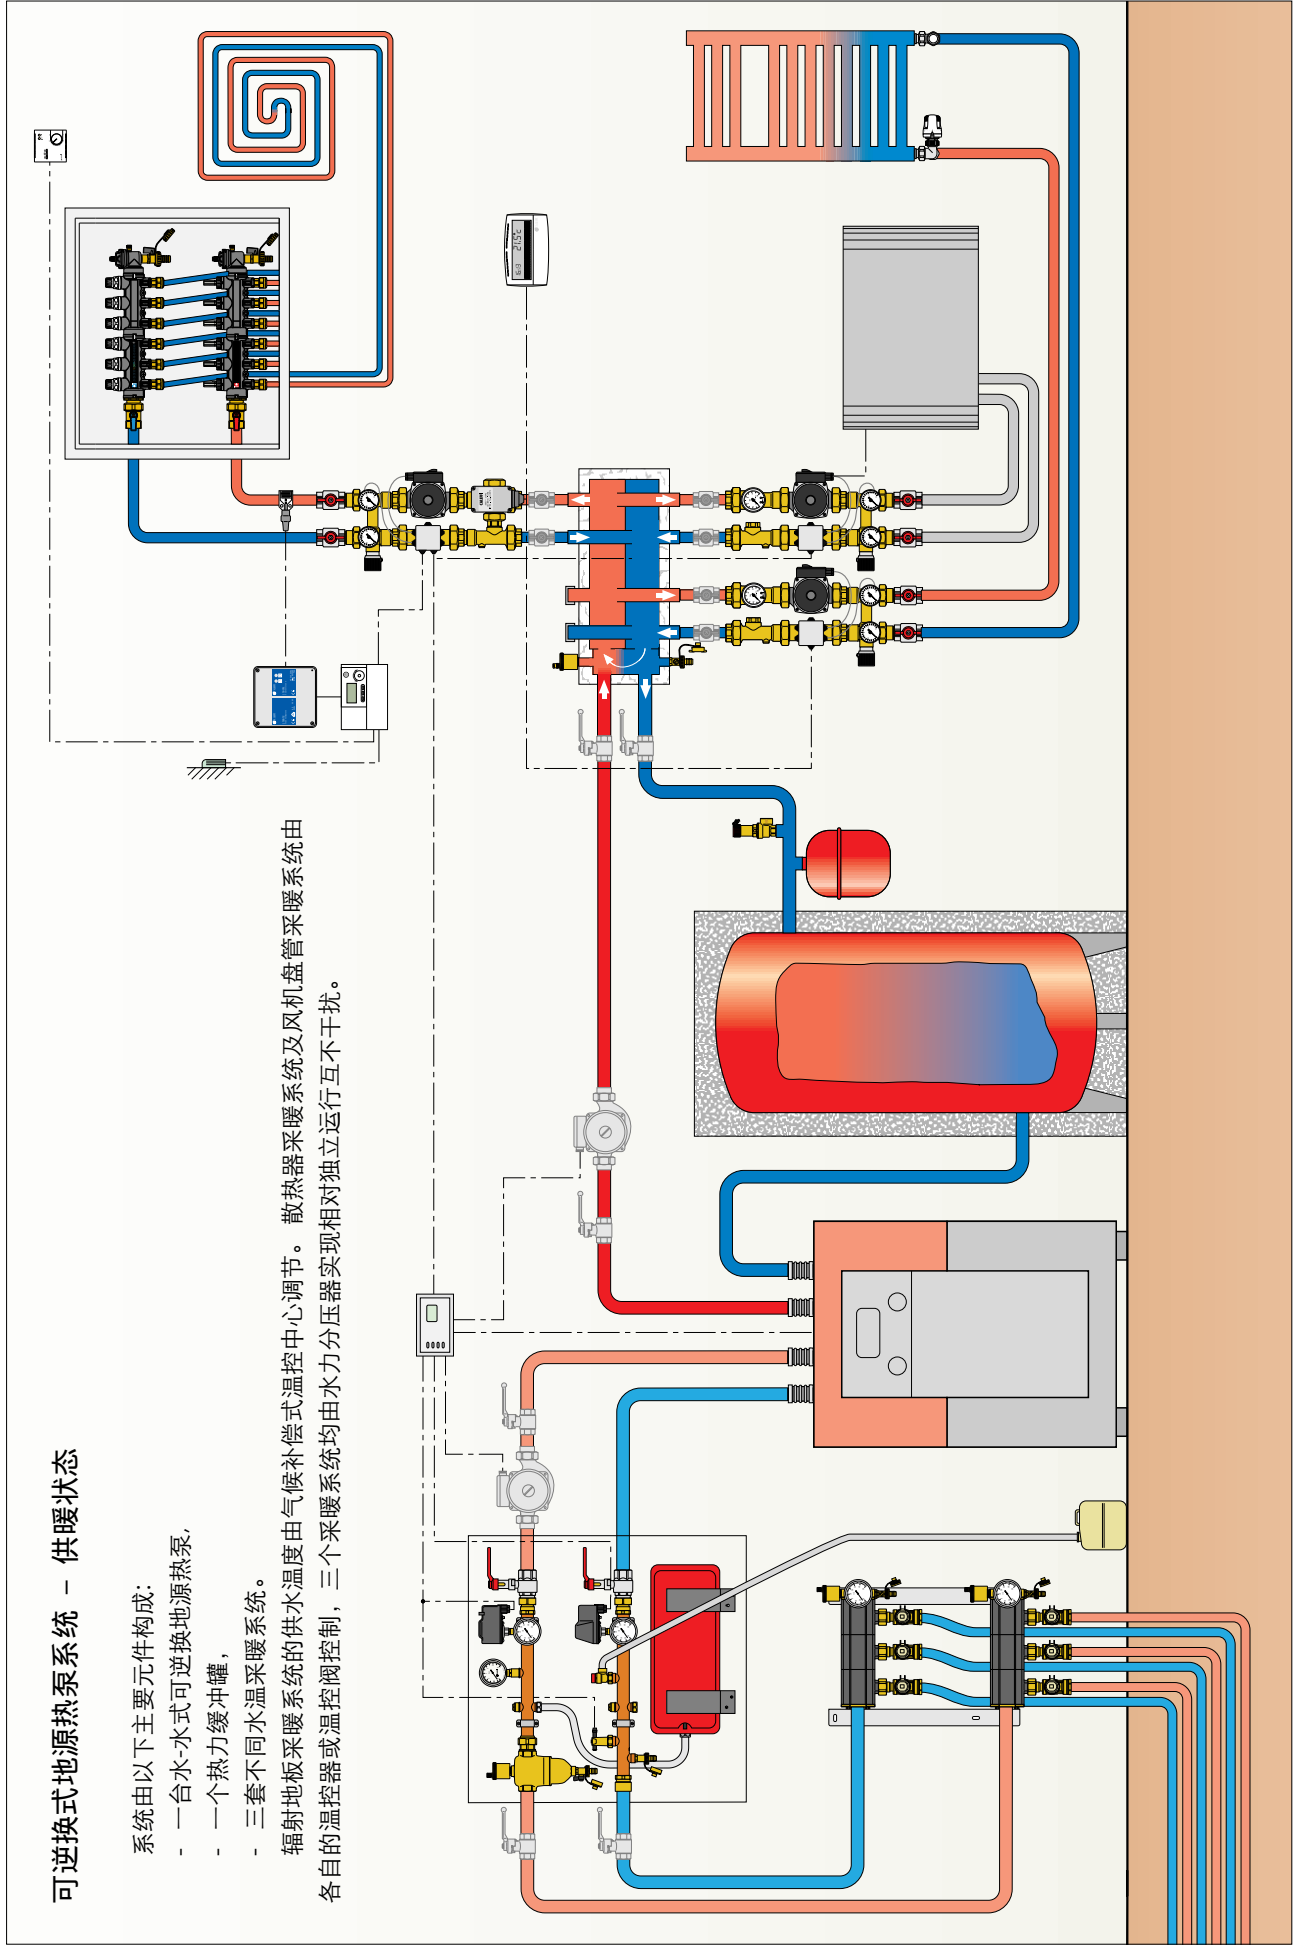 可逆换式地源热泵系统 - 供暖状态
系统由以下主要元件构成:
- 一台水-水式可逆换地源热泵,
- 一个热力缓冲罐,
- 三套不同水温采暖系统。
辐射地板采暖系统的供水温度由气候补偿式温控中心调节。 散热器采暖系统及风机盘管采暖系统由
各自的温控器或温控阀控制, 三个采暖系统均由水力分压器实现相对独立运行互不干扰。